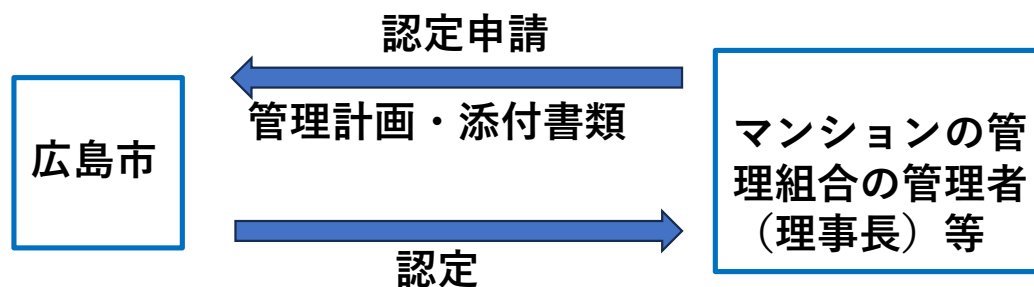 認定申請
管理計画・添付書類
広島市
マンションの管
理組合の管理者
（理事長）等
認定